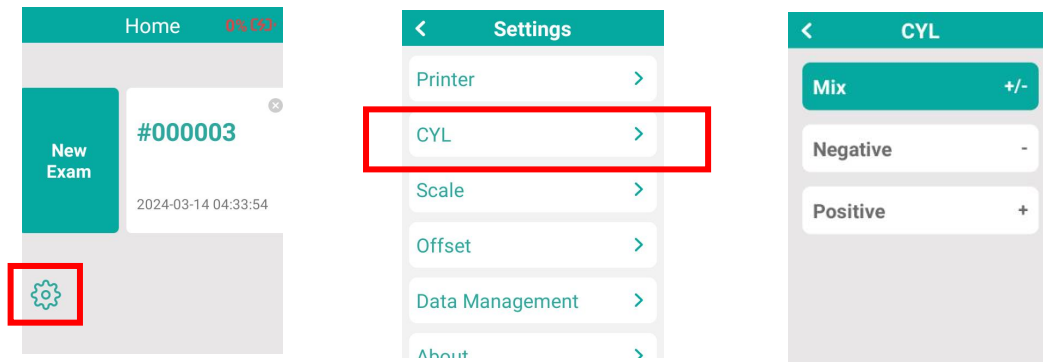 Home 0% (5)
New
Exam
#000003
2024-03-14 04:33:54
Settings
Printer
CYL
Scale
Offset
Data Management
About
CYL
Mix +/-
Negative -
Positive +